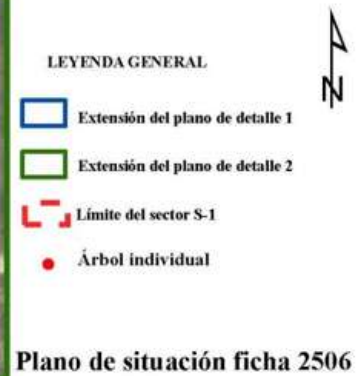 N
LEYENDA GENERAL
Extensión del plano de detalle 1
Extensión del plano de detalle 2
Límite del sector S-1
Árbol individual
Plano de situación ficha 2506